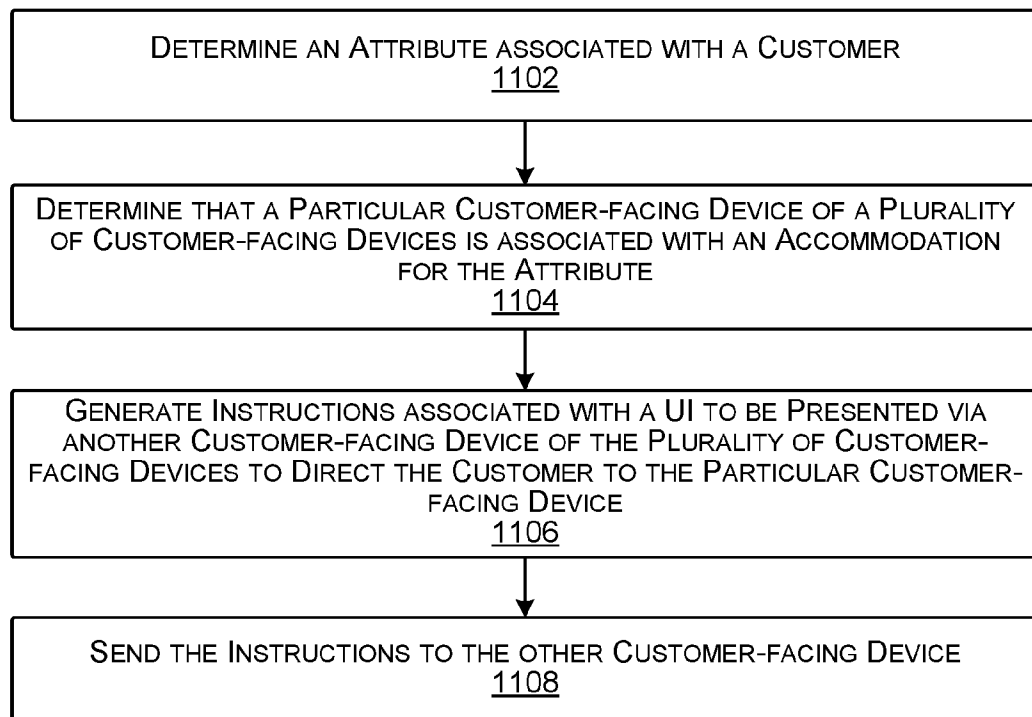 DETERMINE AN ATTRIBUTE ASSOCIATED WITH A CUSTOMER
1102
DETERMINE THAT A PARTICULAR CUSTOMER-FACING DEVICE OF A PLURALITY
OF CUSTOMER-FACING DEVICES IS ASSOCIATED WITH AN ACCOMMODATION
FOR THE ATTRIBUTE
1104
GENERATE INSTRUCTIONS ASSOCIATED WITH A UI TO BE PRESENTED VIA
ANOTHER CUSTOMER-FACING DEVICE OF THE PLURALITY OF CUSTOMER-
FACING DEVICES TO DIRECT THE CUSTOMER TO THE PARTICULAR CUSTOMER-
FACING DEVICE
1106
SEND THE INSTRUCTIONS TO THE OTHER CUSTOMER-FACING DEVICE
1108